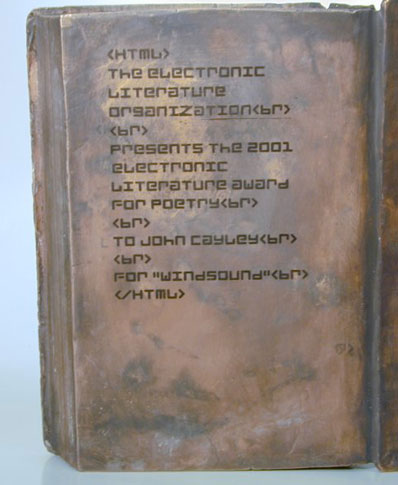 <HTML>
The electronic
Literature
organization<br>
<br>
Presents the 2001
electronic
Literature award
for Poetry<br>
<br>
to John Cayley<br>
<br>
for "windsound"<br>
</HTML>